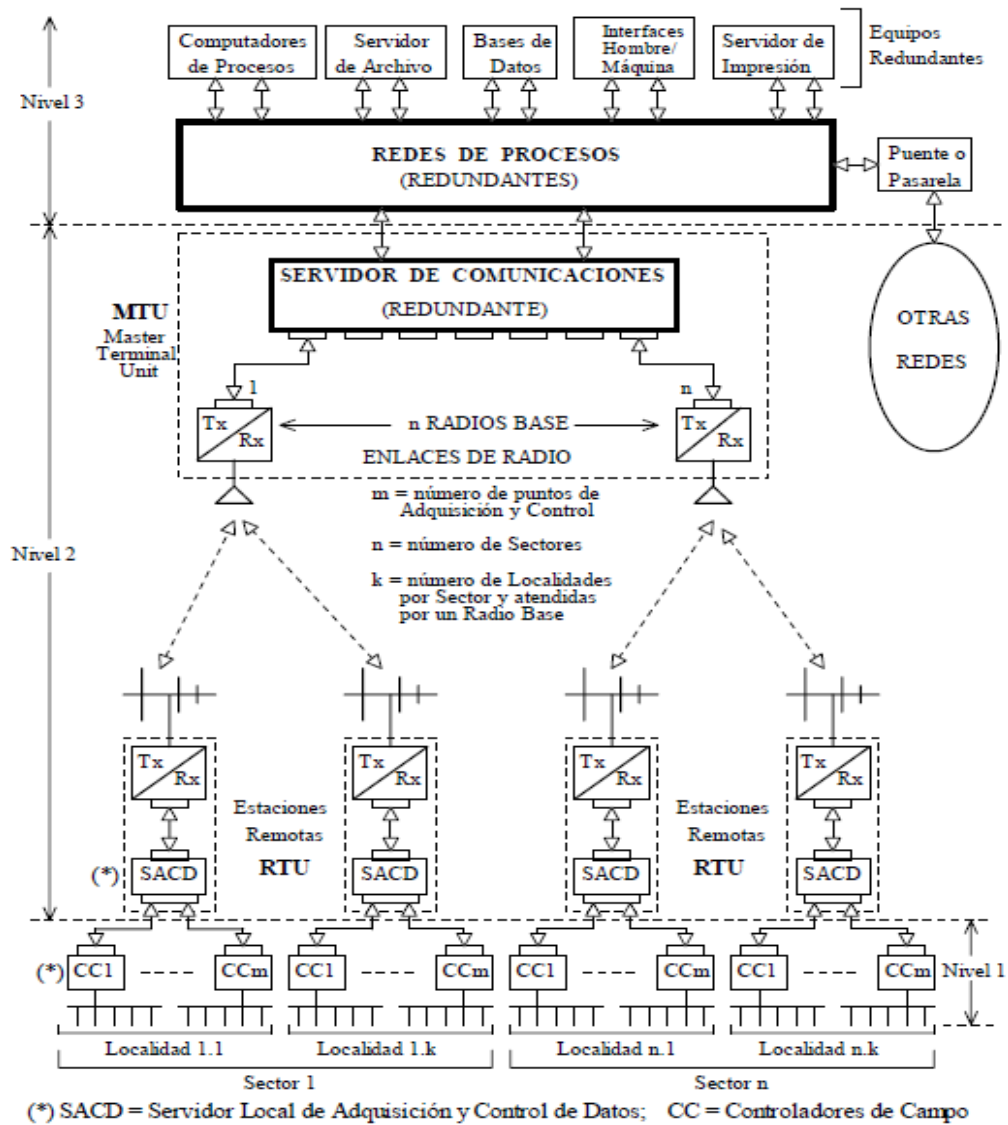 Computadores
de Procesos
Servidor
de Archivo
Bases de
Datos
Interfaces
Hombre/
Máquina
Servidor de
Impresión
Equipos
Redundantes
Nivel 3
REDES DE PROCESOS
(REDUNDANTES)
Puente o
Pasarela
SERVIDOR DE COMUNICACIONES
(REDUNDANTE)
MTU
Master
Terminal
Unit
OTRAS
REDES
1
n
Tx
Rx
n RADIOS BASE
Tx
Rx
ENLACES DE RADIO
m = número de puntos de
Adquisición y Control
n = número de Sectores
k = número de Localidades
por Sector y atendidas
por un Radio Base
Nivel 2
Tx
Rx
Tx
Rx
Tx
Rx
Tx
Rx
Estaciones
Remotas
RTU
Estaciones
Remotas
RTU
(*)
SACD
SACD
SACD
SACD
(*)
CC1
CCm
CC1
CCm
CC1
CCm
CC1
CCm
Nivel 1
Localidad 1.1
Localidad 1.k
Localidad n.1
Localidad n.k
Sector 1
Sector n
(*) SACD = Servidor Local de Adquisición y Control de Datos; CC = Controladores de Campo